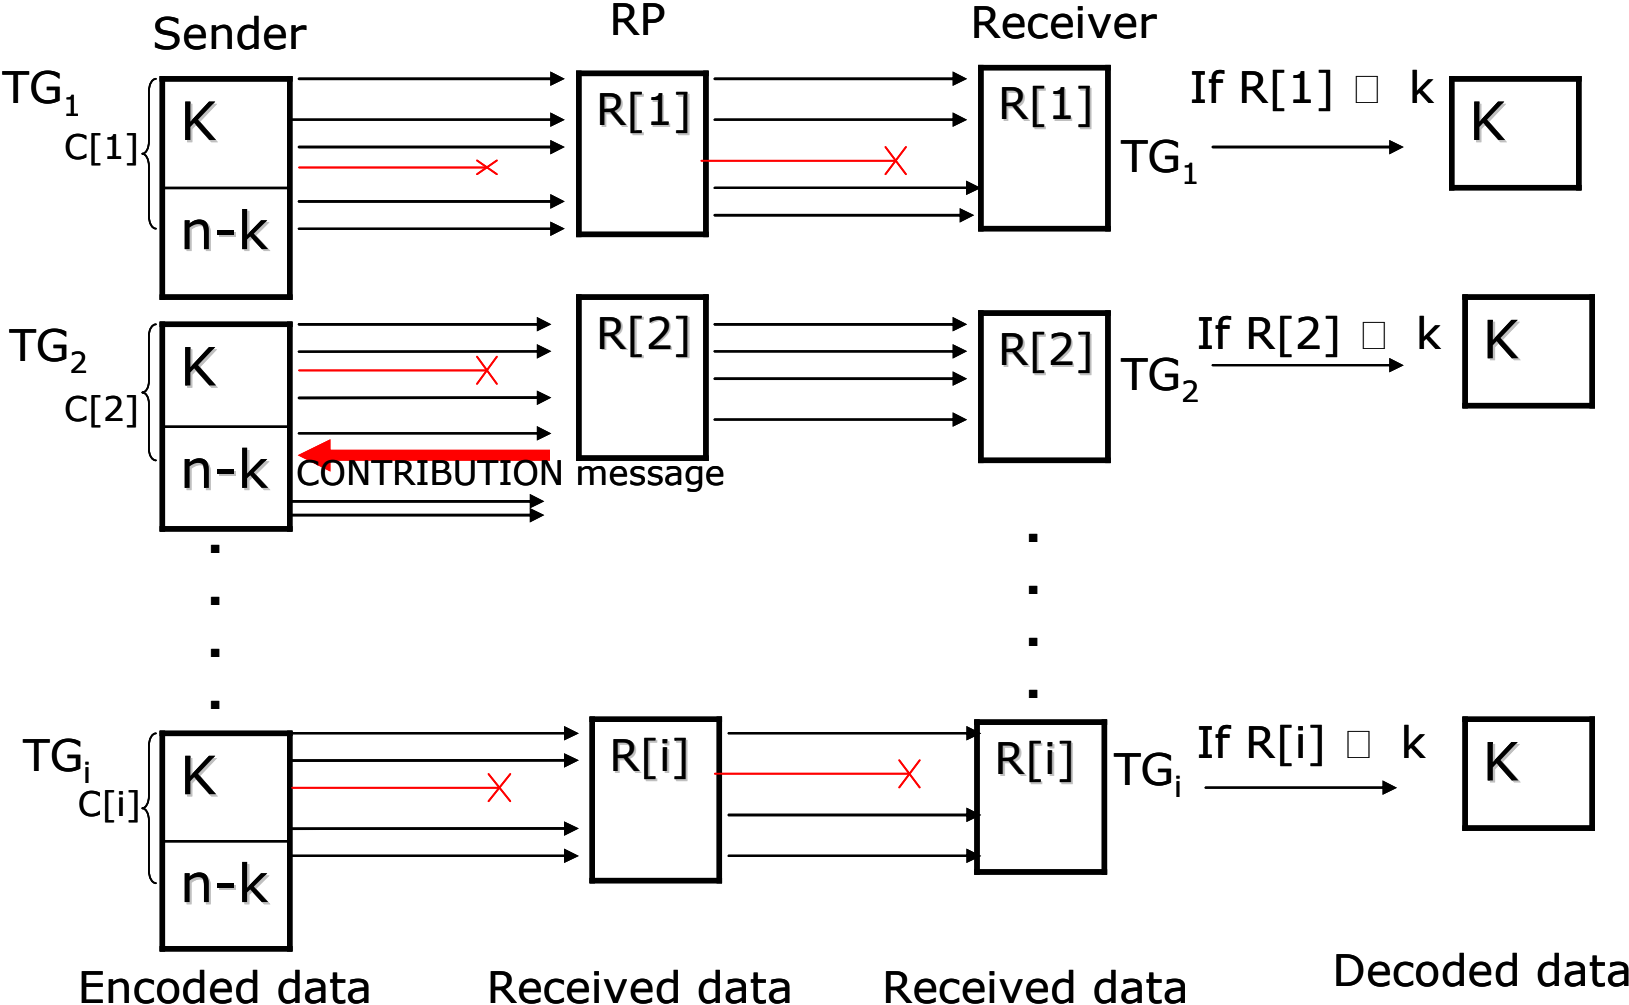 Sender
RP
Receiver
TG1
C[1]
K
n-k
R[1]
R[1]
TG1
If R[1] □ k
K
TG2
C[2]
K
n-k
R[2]
R[2]
TG2
If R[2] □ k
K
CONTRIBUTION message
TGi
C[i]
K
n-k
R[i]
R[i]
TGi
If R[i] □ k
K
Encoded data
Received data
Received data
Decoded data